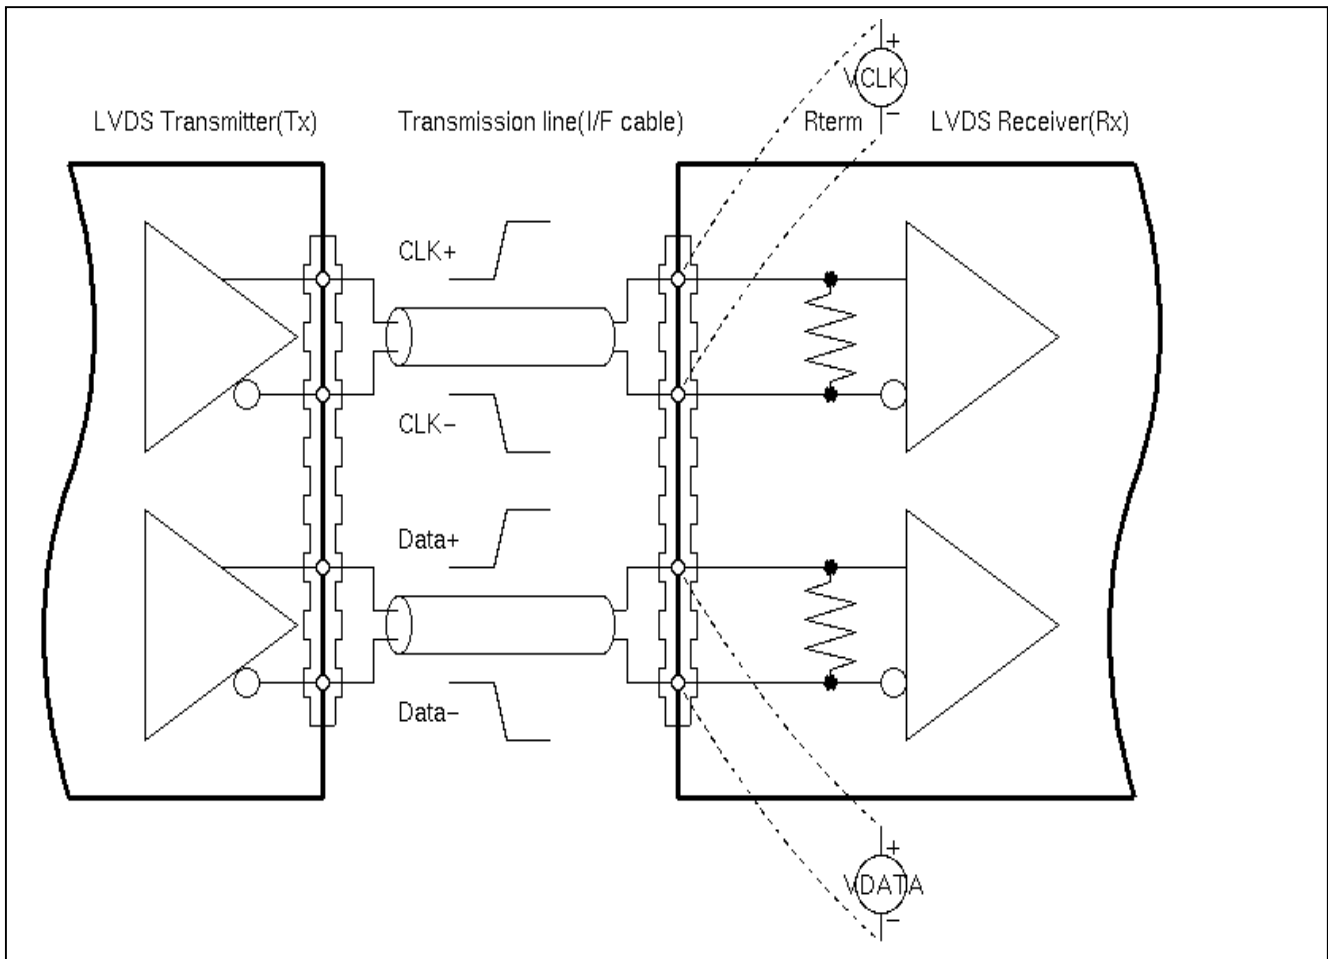 VCLK
+
−
LVDS Transmitter(Tx)
Transmission line(I/F cable)
Rterm
LVDS Receiver(Rx)
CLK+
CLK−
Data+
Data−
+
VDATA
−